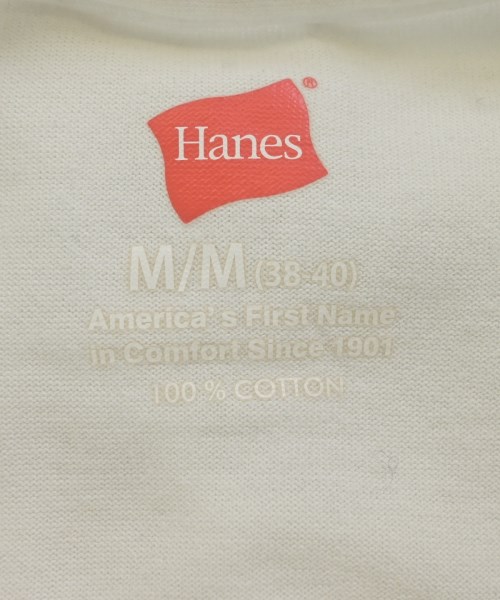 Hanes®
M/M (38-40)
America's First Name
in Comfort Since 1901
100% COTTON